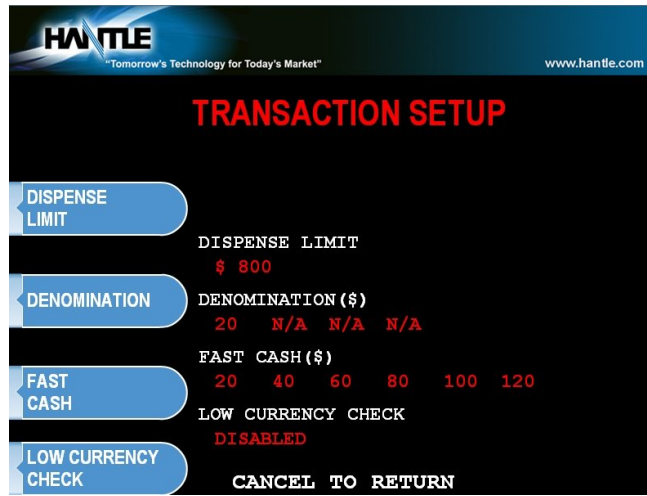 HANTLE
"Tomorrow's Technology for Today's Market"
www.hantle.com
TRANSACTION SETUP
DISPENSE
LIMIT
DISPENSE LIMIT
$ 800
DENOMINATION
DENOMINATION($)
20 N/A N/A N/A
FAST
CASH
FAST CASH($)
20 40 60 80 100 120
LOW CURRENCY
CHECK
LOW CURRENCY CHECK
DISABLED
CANCEL TO RETURN